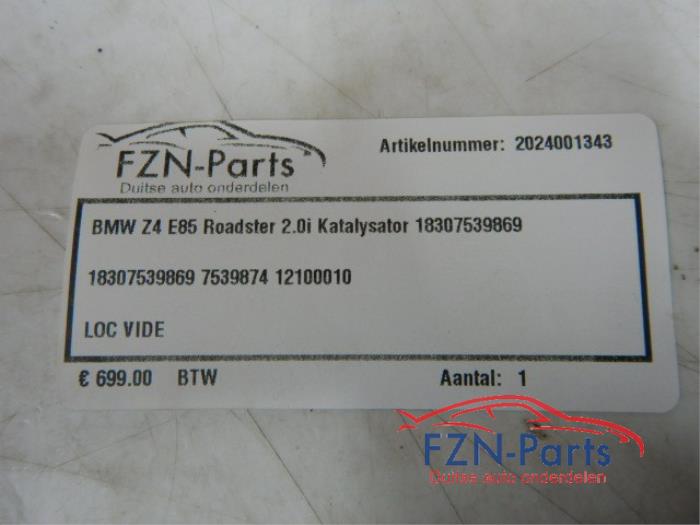 FZN-Parts
Duitse auto onderdelen
Artikelnummer: 2024001343
BMW Z4 E85 Roadster 2.0i Katalysator 18307539869
18307539869 7539874 12100010
LOC VIDE
€ 699.00 BTW
Aantal: 1
FZN-Parts
Duitse auto onderdelen